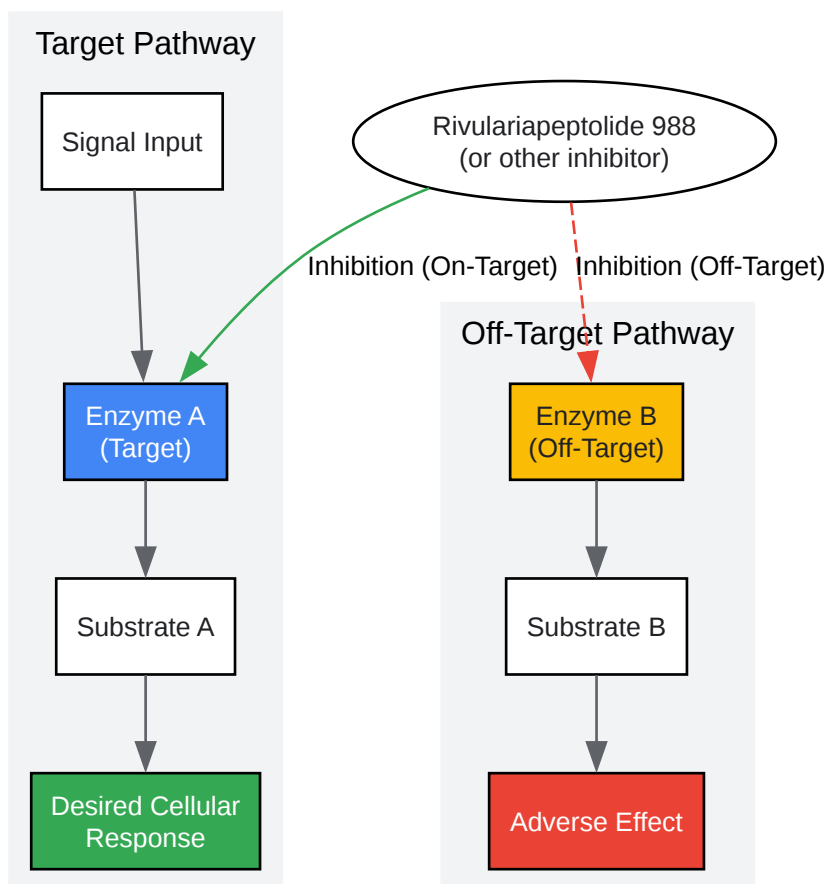 Target Pathway
Signal Input
Rivulariapeptolide 988
(or other inhibitor)
Inhibition (On-Target)
Inhibition (Off-Target)
Off-Target Pathway
Enzyme A
(Target)
Enzyme B
(Off-Target)
Substrate A
Substrate B
Desired Cellular
Response
Adverse Effect